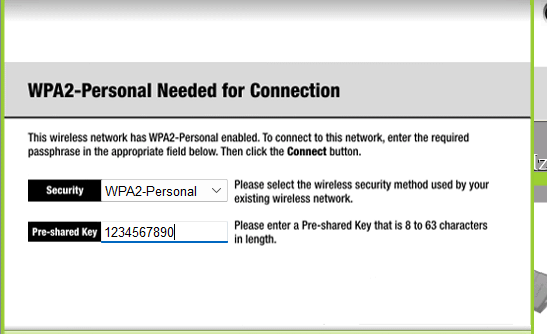 WPA2-Personal Needed for Connection
This wireless network has WPA2-Personal enabled. To connect to this network, enter the required
passphrase in the appropriate field below. Then click the Connect button.
Security WPA2-Personal Please select the wireless security method used by your
existing wireless network.
Pre-shared Key 1234567890 Please enter a Pre-shared Key that is 8 to 63 characters
in length.